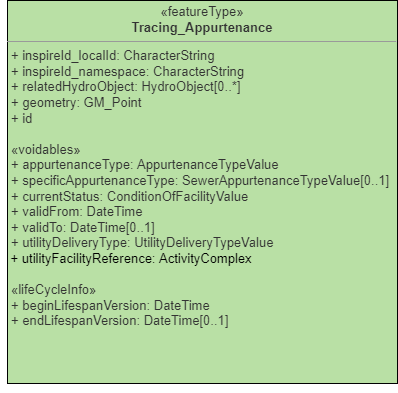 «featureType»
Tracing_Appurtenance
+ inspireId_localId: CharacterString
+ inspireId_namespace: CharacterString
+ relatedHydroObject: HydroObject[0..*]
+ geometry: GM_Point
+ id
«voidables»
+ appurtenanceType: AppurtenanceTypeValue
+ specificAppurtenanceType: SewerAppurtenanceTypeValue[0..1]
+ currentStatus: ConditionOfFacilityValue
+ validFrom: DateTime
+ validTo: DateTime[0..1]
+ utilityDeliveryType: UtilityDeliveryTypeValue
+ utilityFacilityReference: ActivityComplex
«lifeCycleInfo»
+ beginLifespanVersion: DateTime
+ endLifespanVersion: DateTime[0..1]